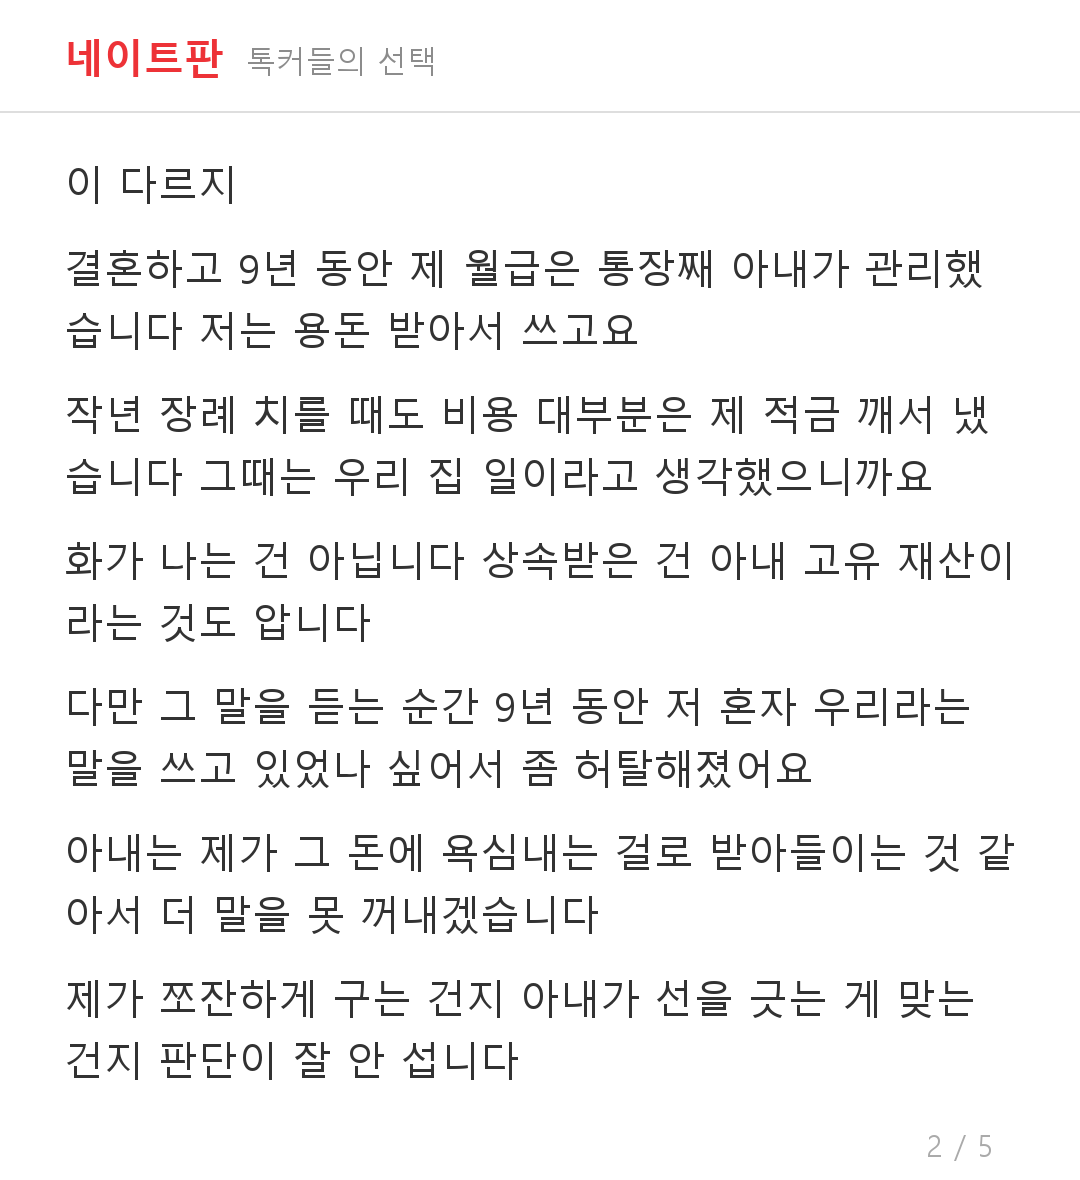 네이트판 톡커들의 선택
이 다르지
결혼하고 9년 동안 제 월급은 통장째 아내가 관리했
습니다 저는 용돈 받아서 쓰고요
작년 장례 치를 때도 비용 대부분은 제 적금 깨서 냈
습니다 그때는 우리 집 일이라고 생각했으니까요
화가 나는 건 아닙니다 상속받은 건 아내 고유 재산이
라는 것도 압니다
다만 그 말을 듣는 순간 9년 동안 저 혼자 우리라는
말을 쓰고 있었나 싶어서 좀 허탈해졌어요
아내는 제가 그 돈에 욕심내는 걸로 받아들이는 것 같
아서 더 말을 못 꺼내겠습니다
제가 쪼잔하게 구는 건지 아내가 선을 긋는 게 맞는
건지 판단이 잘 안 섭니다
2 / 5